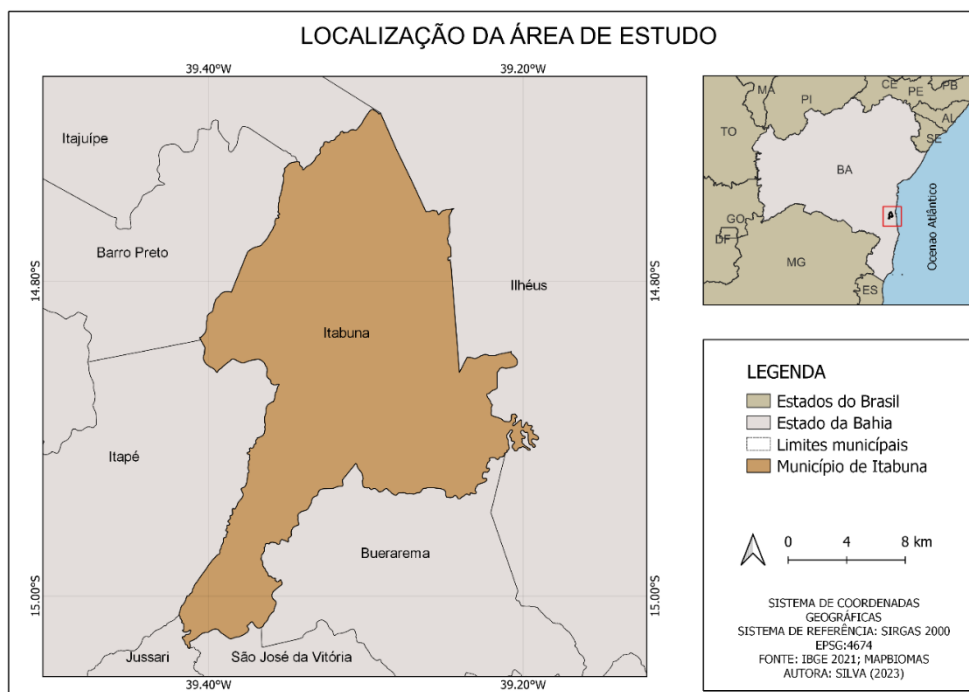 LOCALIZAÇÃO DA ÁREA DE ESTUDO
39.40°W
39.20°W
14.80°S
14.80°S
15.00°S
15.00°S
39.40°W
39.20°W
Itajuípe
Barro Preto
Ilhéus
Itabuna
Itapé
Buerarema
Jussari
São José da Vitória
MA
PI
CE
PE
PB
AL
SE
TO
BA
GO
DF
MG
ES
Ocenao Atlântico
LEGENDA
Estados do Brasil
Estado da Bahia
Limites municípais
Município de Itabuna
0 4 8 km
SISTEMA DE COORDENADAS
GEOGRÁFICAS
SISTEMA DE REFERÊNCIA: SIRGAS 2000
EPSG:4674
FONTE: IBGE 2021; MAPBIOMAS
AUTORA: SILVA (2023)